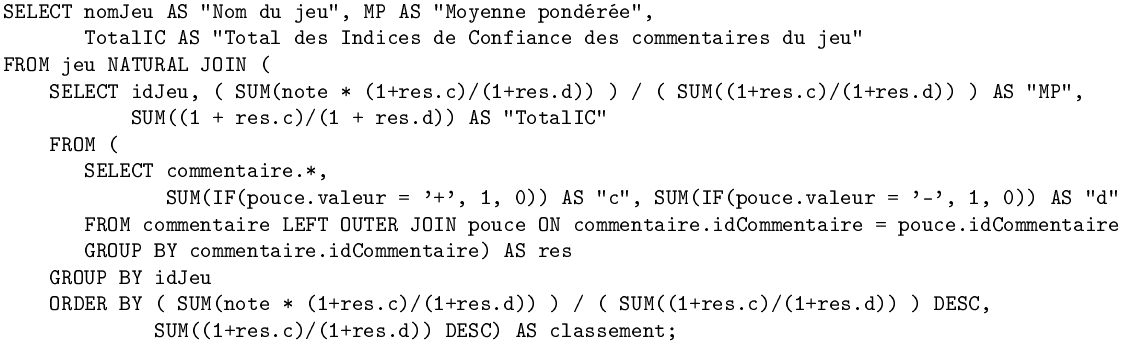 SELECT nomJeu AS "Nom du jeu", MP AS "Moyenne pondérée",
TotalIC AS "Total des Indices de Confiance des commentaires du jeu"
FROM jeu NATURAL JOIN (
SELECT idJeu, ( SUM(note * (1+res.c)/(1+res.d)) ) / ( SUM((1+res.c)/(1+res.d)) ) AS "MP",
SUM((1 + res.c)/(1 + res.d)) AS "TotalIC"
FROM (
SELECT commentaire.*,
SUM(IF(pouce.valeur = '+', 1, 0)) AS "c", SUM(IF(pouce.valeur = '-', 1, 0)) AS "d"
FROM commentaire LEFT OUTER JOIN pouce ON commentaire.idCommentaire = pouce.idCommentaire
GROUP BY commentaire.idCommentaire) AS res
GROUP BY idJeu
ORDER BY ( SUM(note * (1+res.c)/(1+res.d)) ) / ( SUM((1+res.c)/(1+res.d)) ) DESC,
SUM((1+res.c)/(1+res.d)) DESC) AS classement;